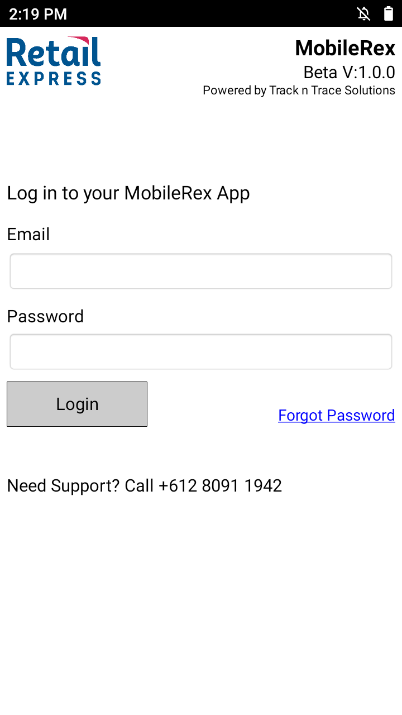 2:19 PM
Retail
EXPRESS
MobileRex
Beta V:1.0.0
Powered by Track n Trace Solutions
Log in to your MobileRex App
Email
Password
Login
Forgot Password
Need Support? Call +612 8091 1942